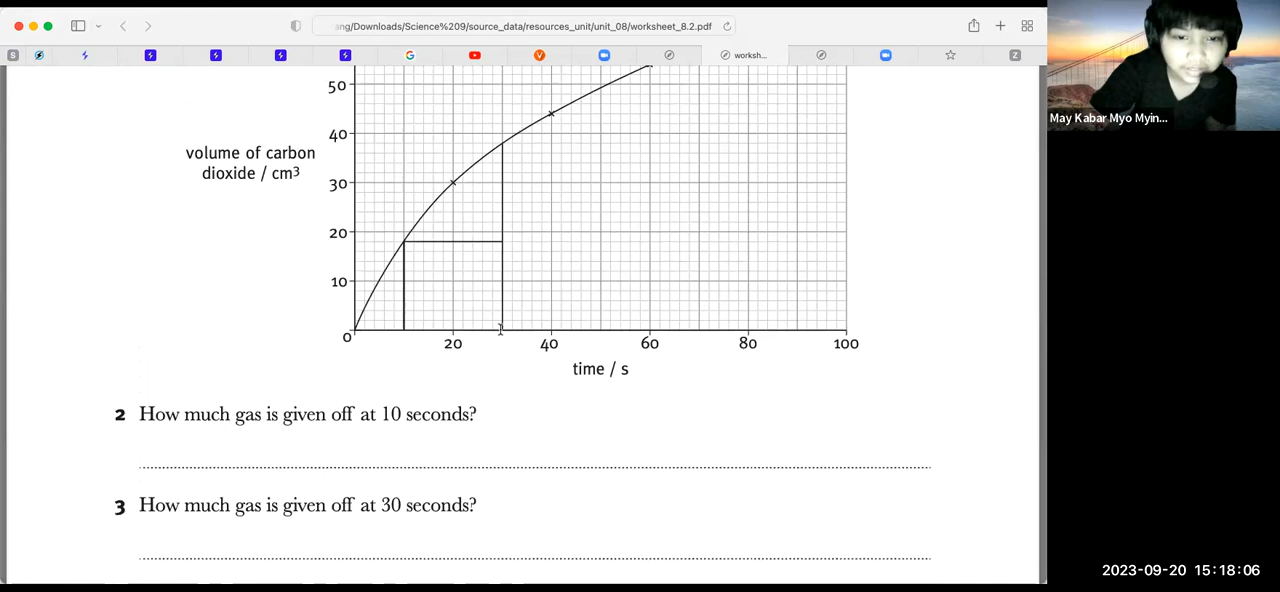 ang/Downloads/Science%209/source_data/resources_unit/unit_08/worksheet_8.2.pdf
S
G
V
worksh...
Z
May Kabar Myo Myin...
50
40
volume of carbon
dioxide / cm3
30
20
10
0
20
40
60
80
100
time / s
2 How much gas is given off at 10 seconds?
3 How much gas is given off at 30 seconds?
2023-09-20 15:18:06